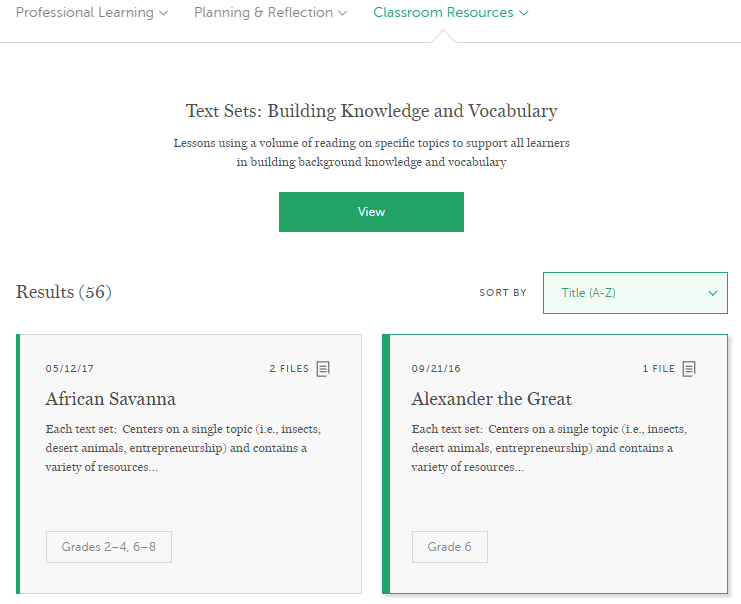 Professional Learning Planning & Reflection Classroom Resources
Text Sets: Building Knowledge and Vocabulary
Lessons using a volume of reading on specific topics to support all learners
in building background knowledge and vocabulary
View
Results (56)
SORT BY Title (A-Z)
05/12/17 2 FILES
African Savanna
Each text set:  Centers on a single topic (i.e., insects,
desert animals, entrepreneurship) and contains a
variety of resources...
Grades 2–4, 6–8
09/21/16 1 FILE
Alexander the Great
Each text set:  Centers on a single topic (i.e., insects,
desert animals, entrepreneurship) and contains a
variety of resources...
Grade 6